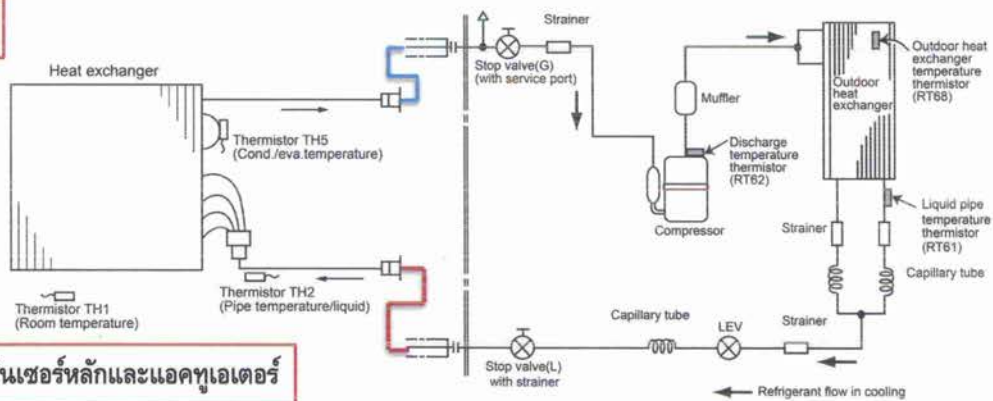 Heat exchanger
Thermistor TH5
(Cond./eva.temperature)
Thermistor TH1
(Room temperature)
Thermistor TH2
(Pipe temperature/liquid)
Strainer
Stop valve(G)
(with service port)
Muffler
Discharge
temperature
thermistor
(RT62)
Compressor
Outdoor
heat
exchanger
Outdoor heat
exchanger
temperature
thermistor
(RT68)
Liquid pipe
temperature
thermistor
(RT61)
Strainer
Capillary tube
Capillary tube
LEV
Strainer
Stop valve(L)
with strainer
Refrigerant flow in cooling
นเซอร์หลักและแอคทูเอเตอร์